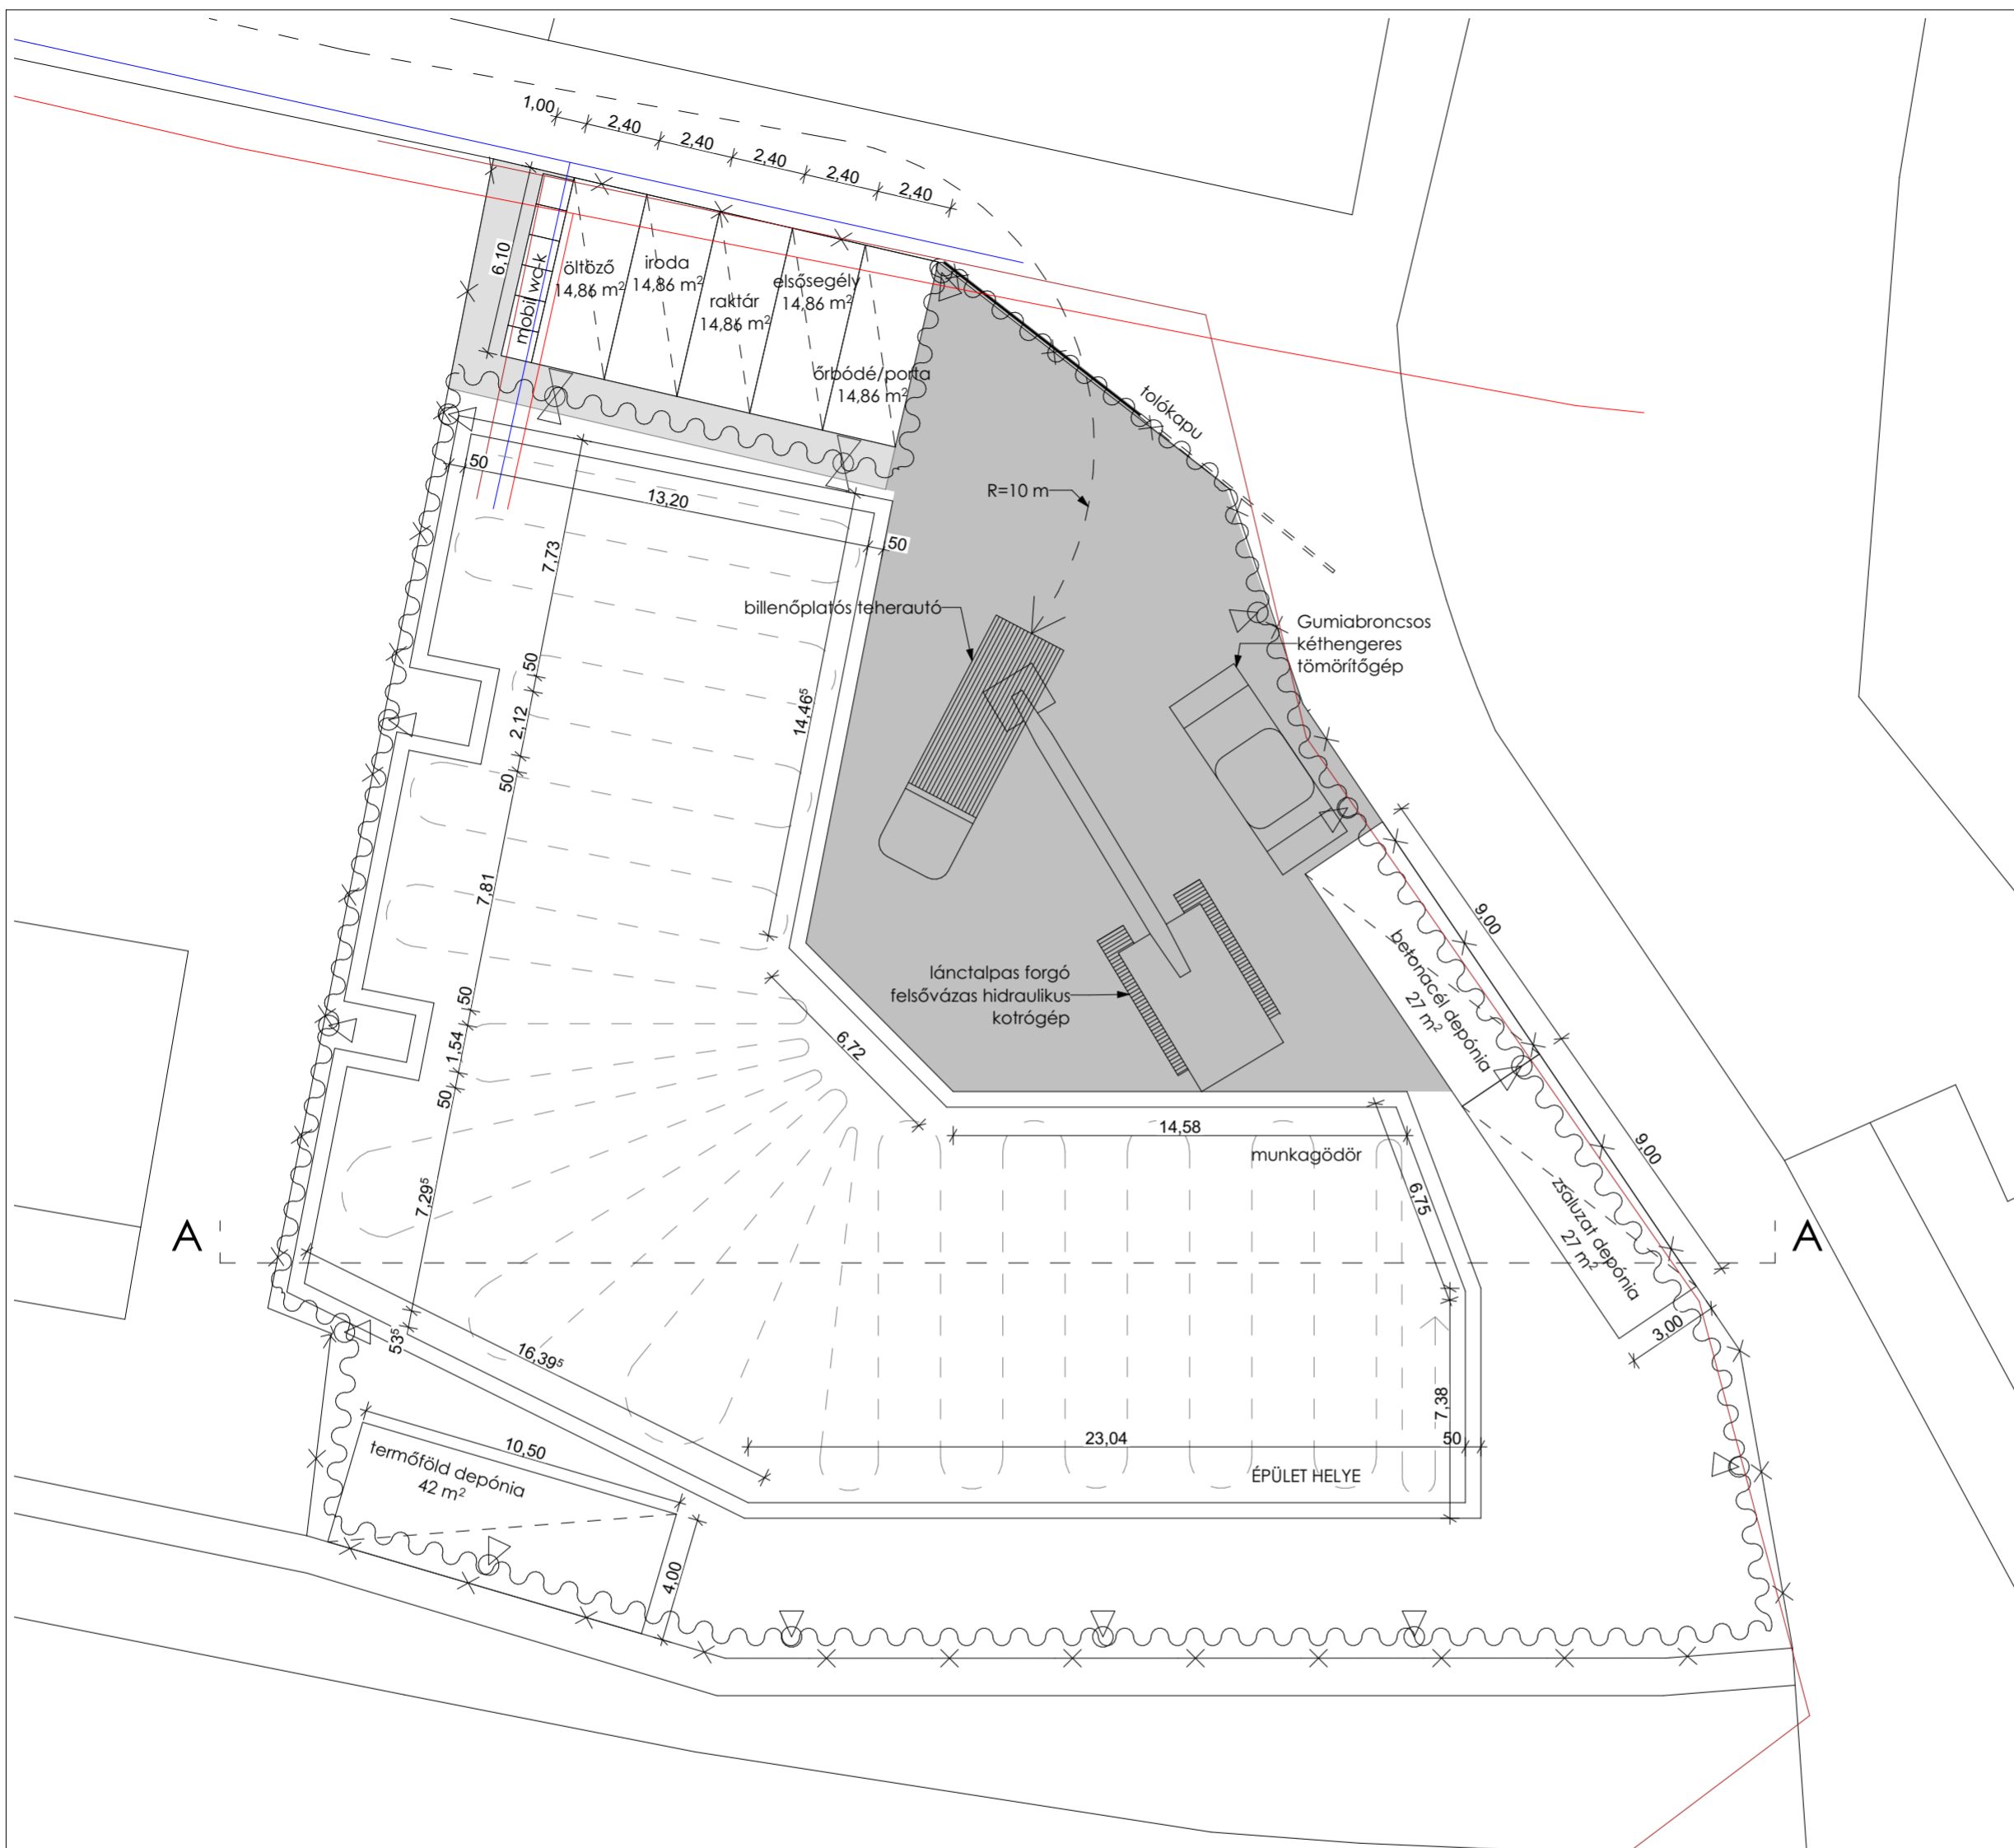 1,00
2,40
2,40
2,40
2,40
2,40
6,10
mobil wc-k
öltöző
14,86 m²
iroda
14,86 m²
raktár
14,86 m²
elsősegély
14,86 m²
őrbódé/porta
14,86 m²
tolókapu
R=10 m
50
13,20
50
7,73
billenőplatós teherautó
Gumiabroncsos
kéthengeres
tömörítőgép
50
2,12
50
14,46⁵
7,81
9,00
betonacél depónia
27 m²
lánctalpas forgó
felsővázas hidraulikus
kotrógép
50
1,54
50
6,72
14,58
munkagödör
6,75
9,00
zsaluzat depónia
27 m²
7,29⁵
A
A
3,00
53⁵
16,39⁵
7,38
23,04
50
10,50
termőföld depónia
42 m²
ÉPÜLET HELYE
4,00